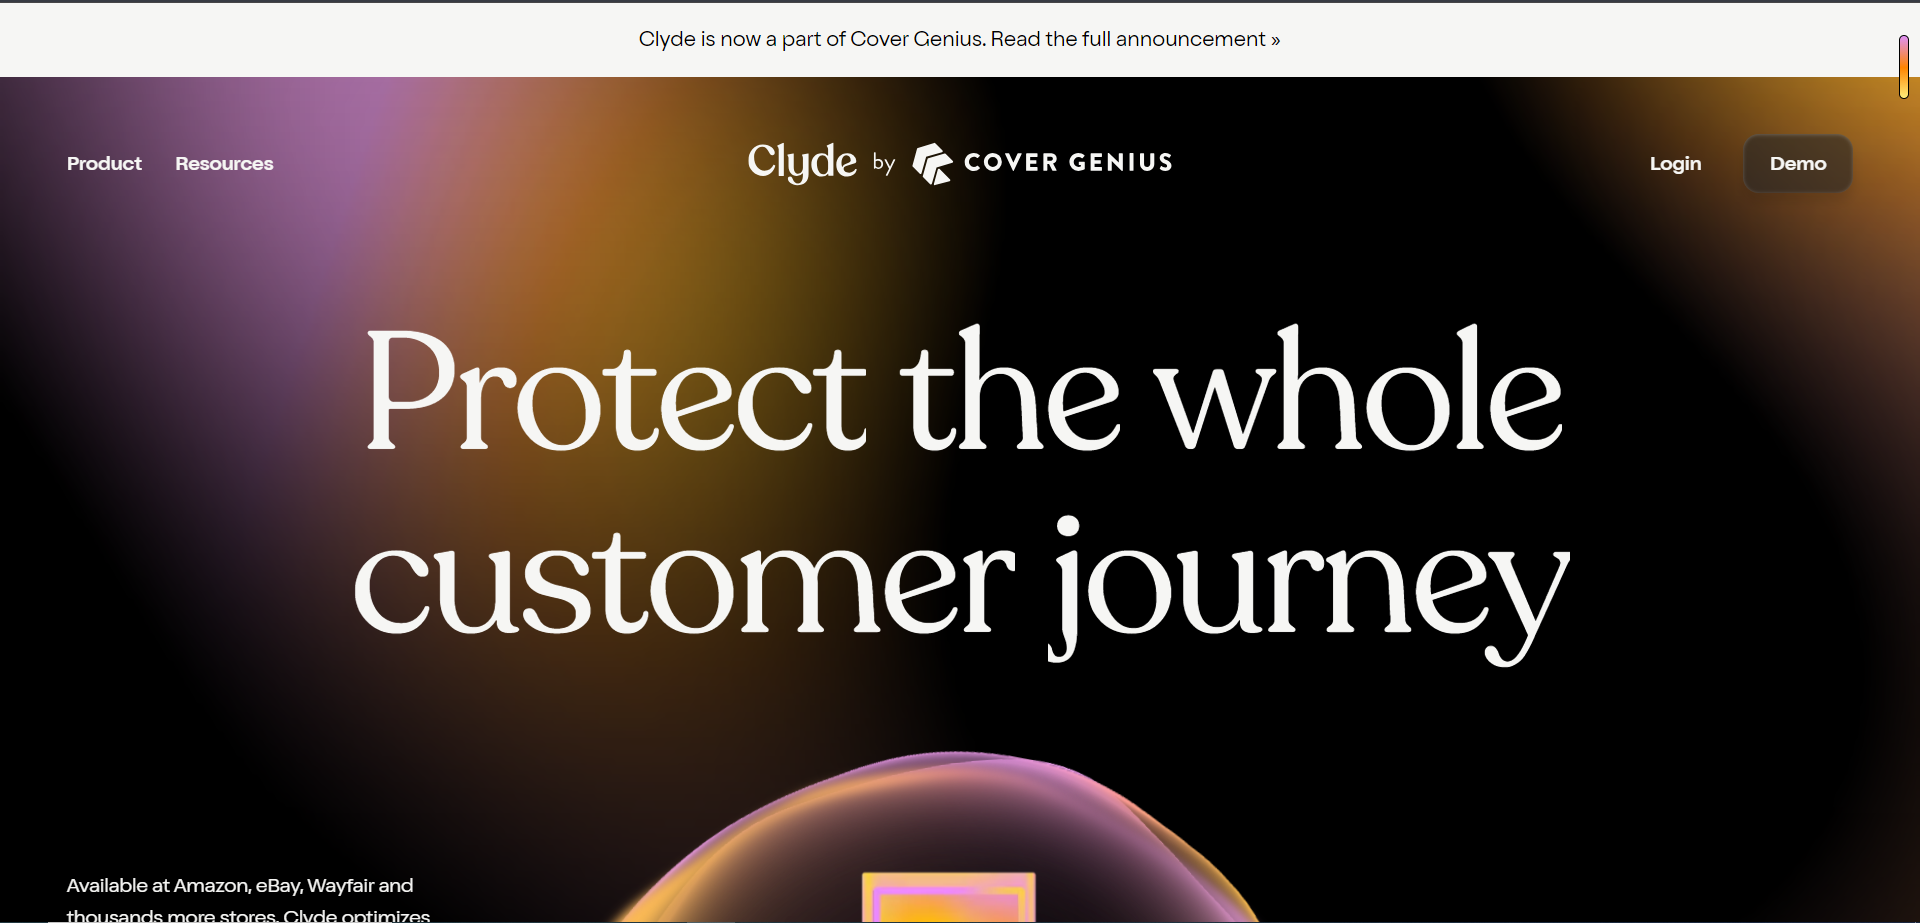 Clyde is now a part of Cover Genius. Read the full announcement »
Product Resources Clyde by COVER GENIUS Login Demo
Protect the whole
customer journey
Available at Amazon, eBay, Wayfair and
thousands more stores, Clyde optimizes